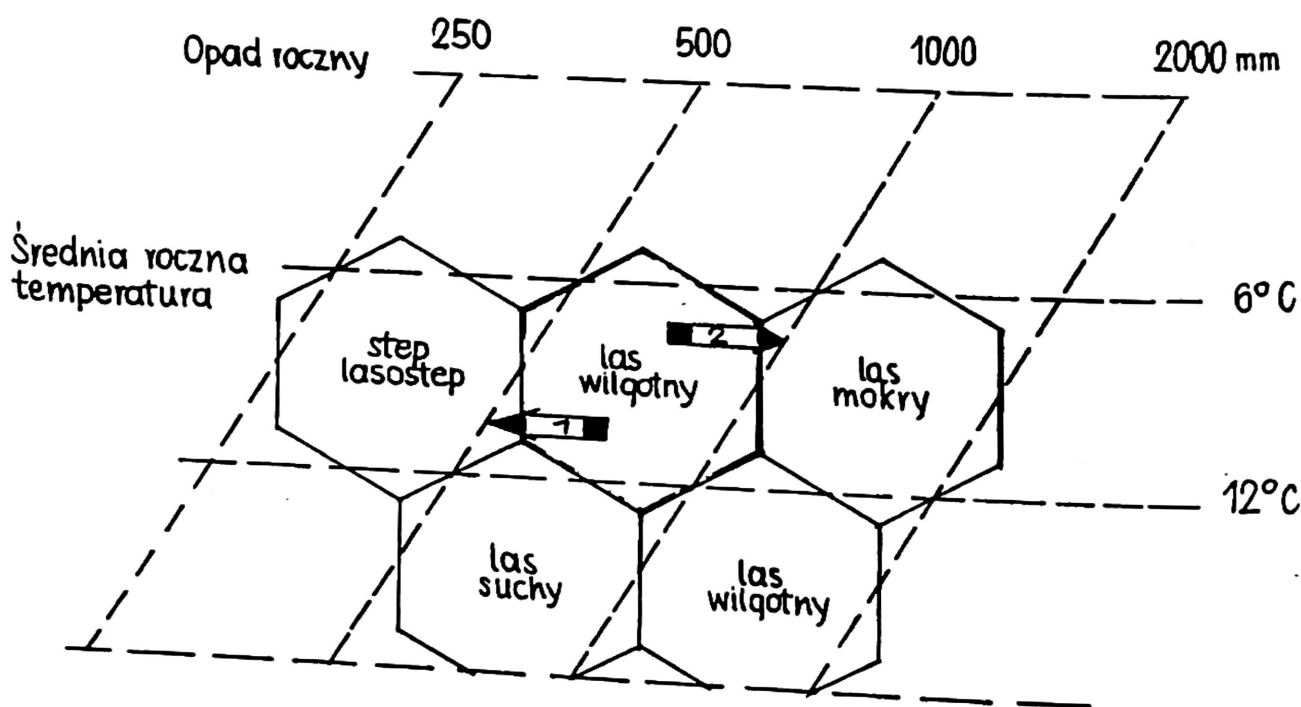 Opad roczny 250 500 1000 2000 mm
Średnia roczna
temperatura
6°C
step
lasostep
las
wilgotny
2
las
mokry
1
12°C
las
suchy
las
wilgotny